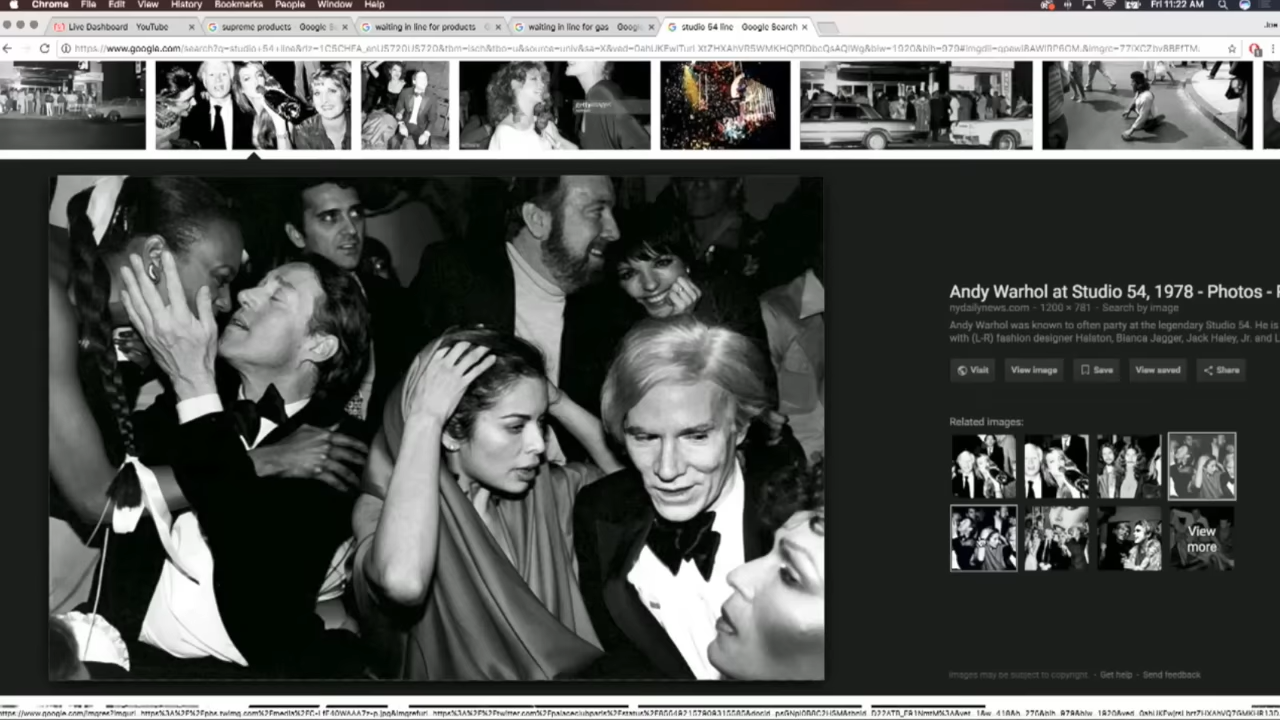 Chrome File Edit View History Bookmarks People Window Help Fri 11:22 AM
Live Dashboard YouTube × supreme products Google S × waiting in line for products G × waiting in line for gas Google × studio 54 line Google Search ×
Andy Warhol at Studio 54, 1978 - Photos -
nydailynews.com - 1200 × 781 - Search by image
Andy Warhol was known to often party at the legendary Studio 54. He is
with (L-R) fashion designer Halston, Bianca Jagger, Jack Haley, Jr. and L
Visit View image Save View saved Share
Related images:
View
more
Images may be subject to copyright. - Get help - Send feedback